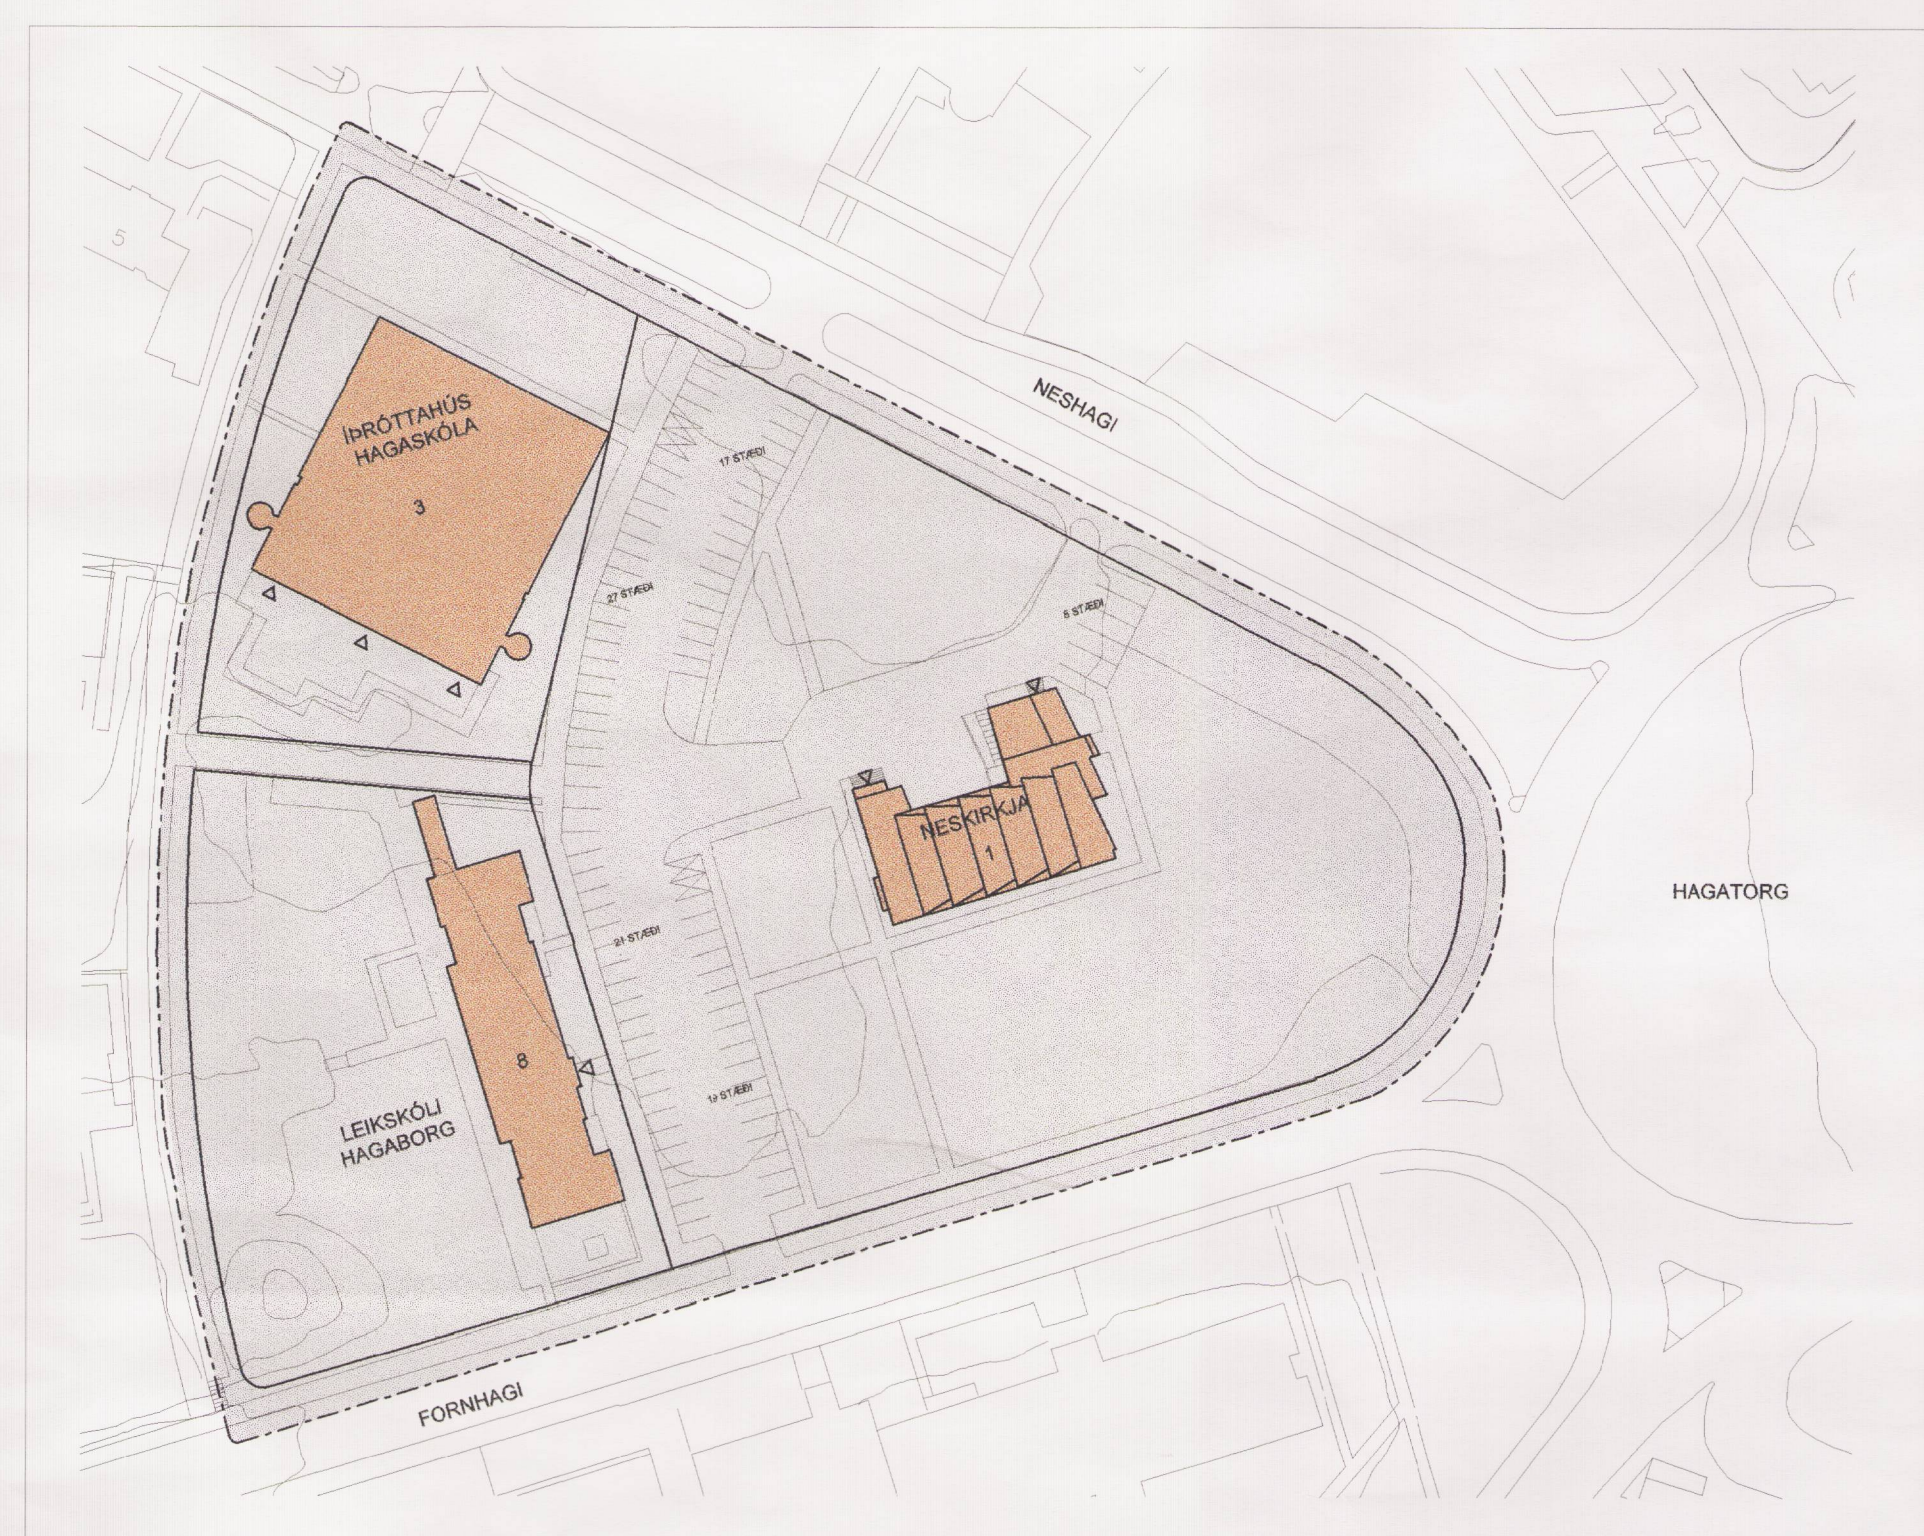 5
NESHAGI
ÍÞRÓTTAHÚS
HAGASKÓLA
3
17 STÆÐI
27 STÆÐI
8 STÆÐI
NESKIRKJA
1
HAGATORG
21 STÆÐI
8
19 STÆÐI
LEIKSKÓLI
HAGABORG
FORNHAGI